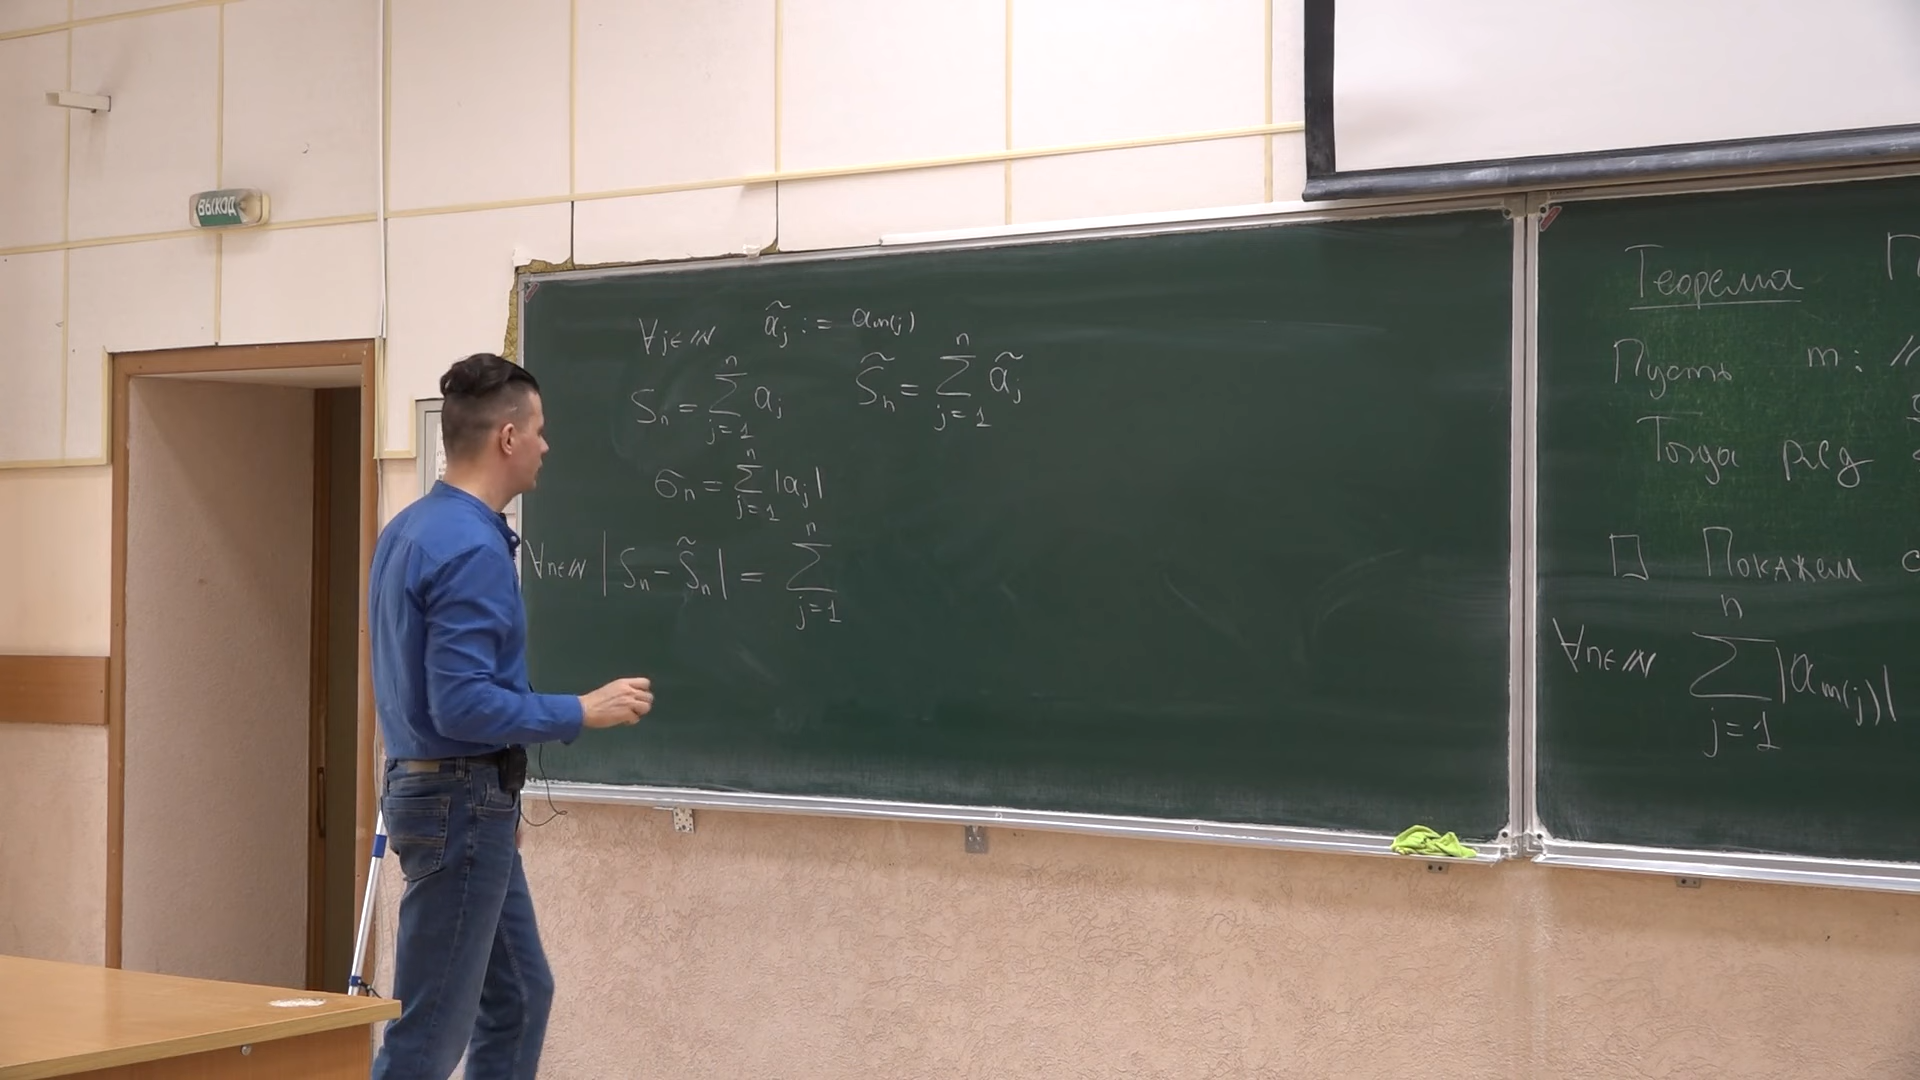 ВЫХОД
∀j∈ℕ ã_j := a_{m(j)}
S_n = ∑_{j=1}^{n} a_j S̃_n = ∑_{j=1}^{n} ã_j
σ_n = ∑_{j=1}^{n} |a_j|
∀n∈ℕ |S_n - S̃_n| = ∑_{j=1}^{n}
Теорема П
Пусть m:
Тогда ряд
□ Покажем с
∀n∈ℕ ∑_{j=1}^{n} |a_{m(j)}|